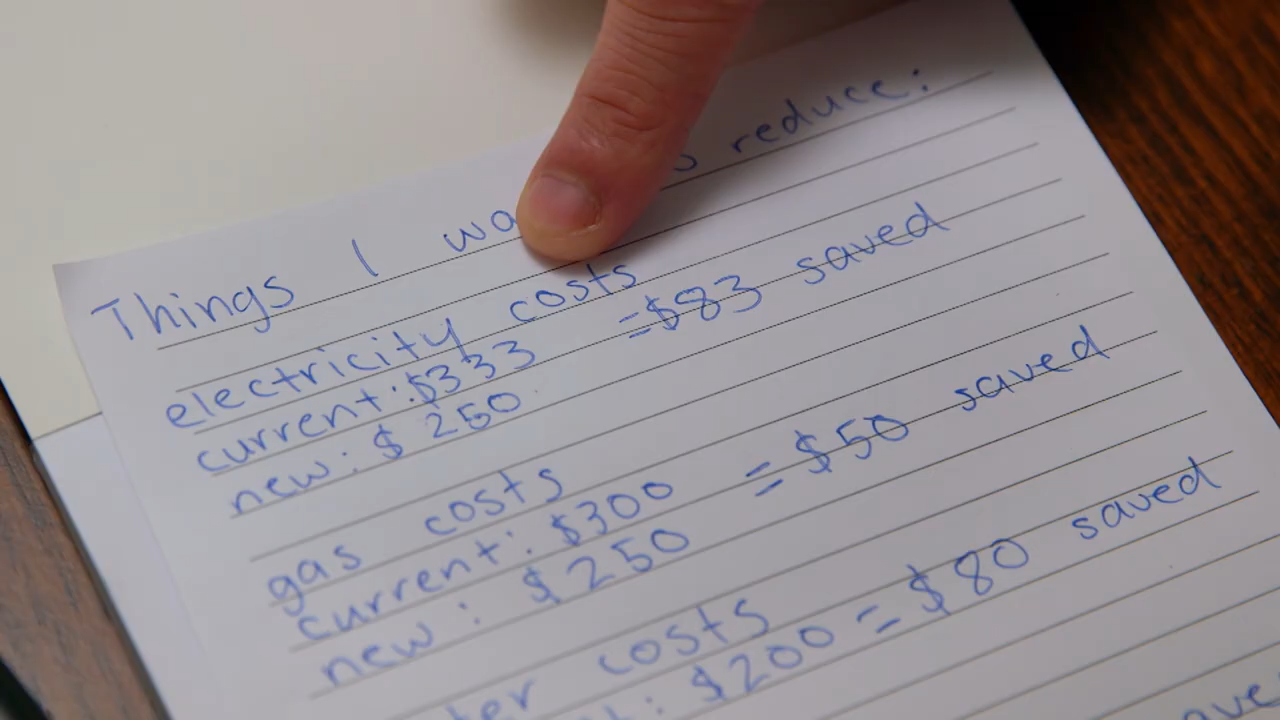 Things I wa reduce:
electricity costs
current: $333 = $83 saved
new: $250
gas costs
current: $300 = $50 saved
new: $250
costs
$200 = $80 saved